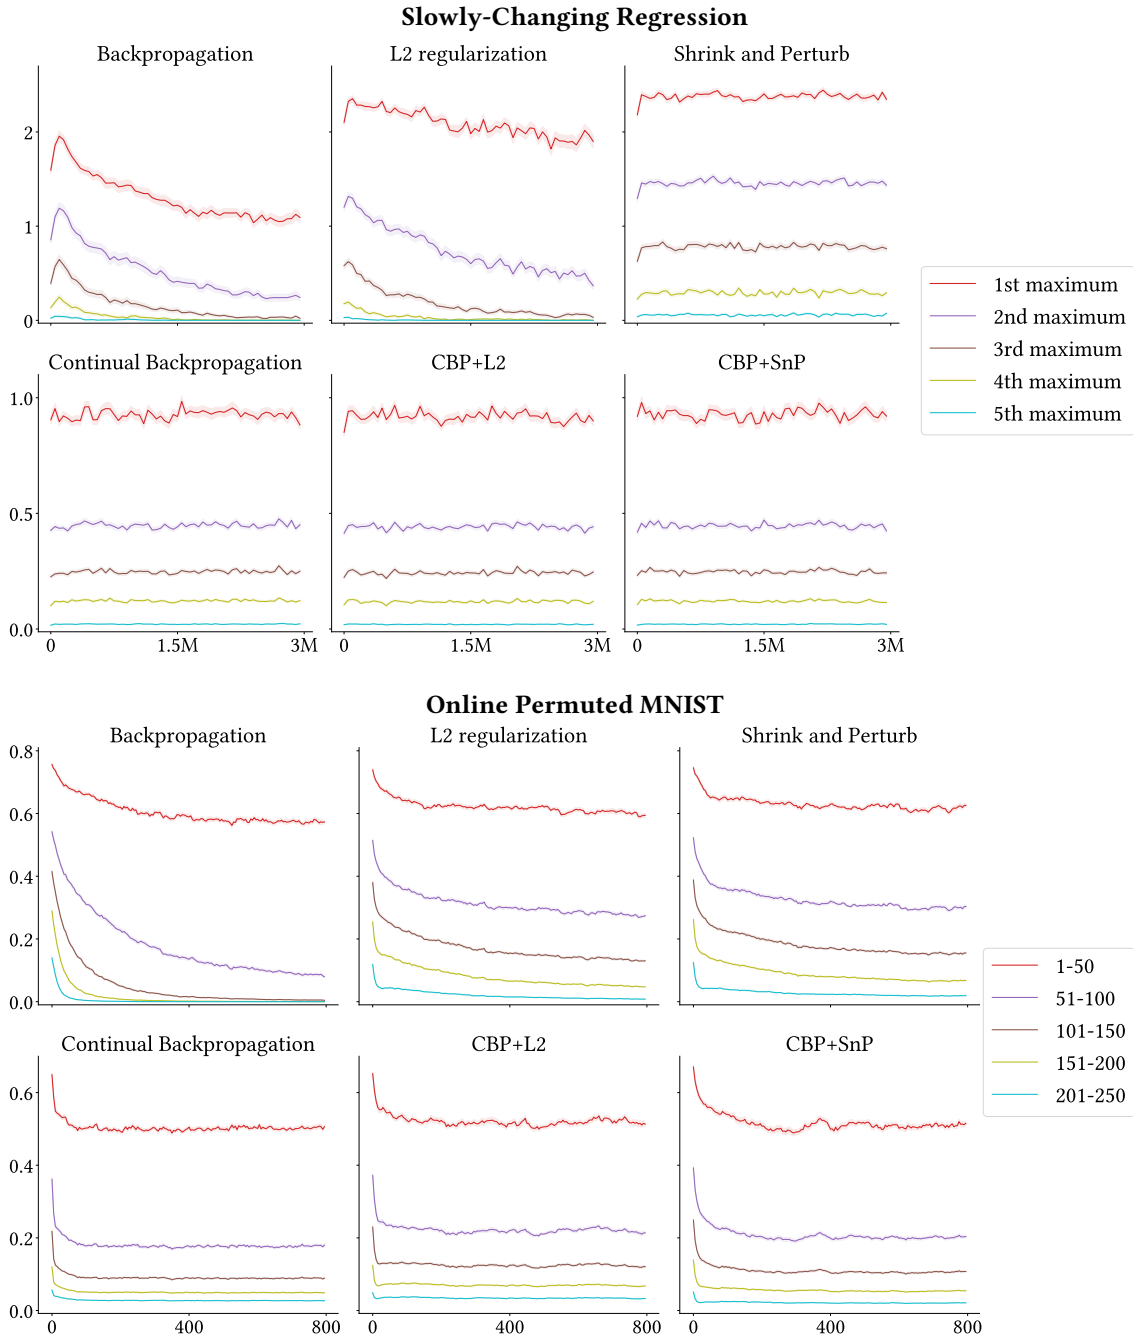 Slowly-Changing Regression
Backpropagation
L2 regularization
Shrink and Perturb
2
1
0
1st maximum
2nd maximum
3rd maximum
4th maximum
5th maximum
Continual Backpropagation
CBP+L2
CBP+SnP
1.0
0.5
0.0
0 1.5M 3M
0 1.5M 3M
0 1.5M 3M
Online Permuted MNIST
Backpropagation
L2 regularization
Shrink and Perturb
0.8
0.6
0.4
0.2
0.0
1-50
51-100
101-150
151-200
201-250
Continual Backpropagation
CBP+L2
CBP+SnP
0.6
0.4
0.2
0.0
0 400 800
0 400 800
0 400 800